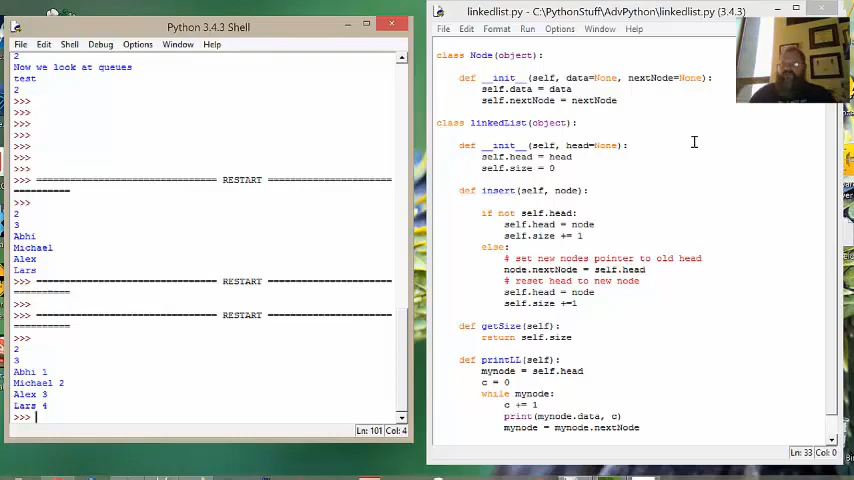 Python 3.4.3 Shell
File Edit Shell Debug Options Window Help
2
Now we look at queues
test
2
>>>
>>>
>>>
>>>
>>>
>>>
>>>
>>> ================================ RESTART ================================
>>>
2
3
Abhi
Michael
Alex
Lars
>>> ================================ RESTART ================================
>>>
>>> ================================ RESTART ================================
>>>
2
3
Abhi 1
Michael 2
Alex 3
Lars 4
>>>
Ln: 101 Col: 4
linkedlist.py - C:\PythonStuff\AdvPython\linkedlist.py (3.4.3)
File Edit Format Run Options Window Help
class Node(object):
def __init__(self, data=None, nextNode=None):
self.data = data
self.nextNode = nextNode
class linkedList(object):
def __init__(self, head=None):
self.head = head
self.size = 0
def insert(self, node):
if not self.head:
self.head = node
self.size += 1
else:
# set new nodes pointer to old head
node.nextNode = self.head
# reset head to new node
self.head = node
self.size +=1
def getSize(self):
return self.size
def printLL(self):
mynode = self.head
c = 0
while mynode:
c += 1
print(mynode.data, c)
mynode = mynode.nextNode
Ln: 33 Col: 0